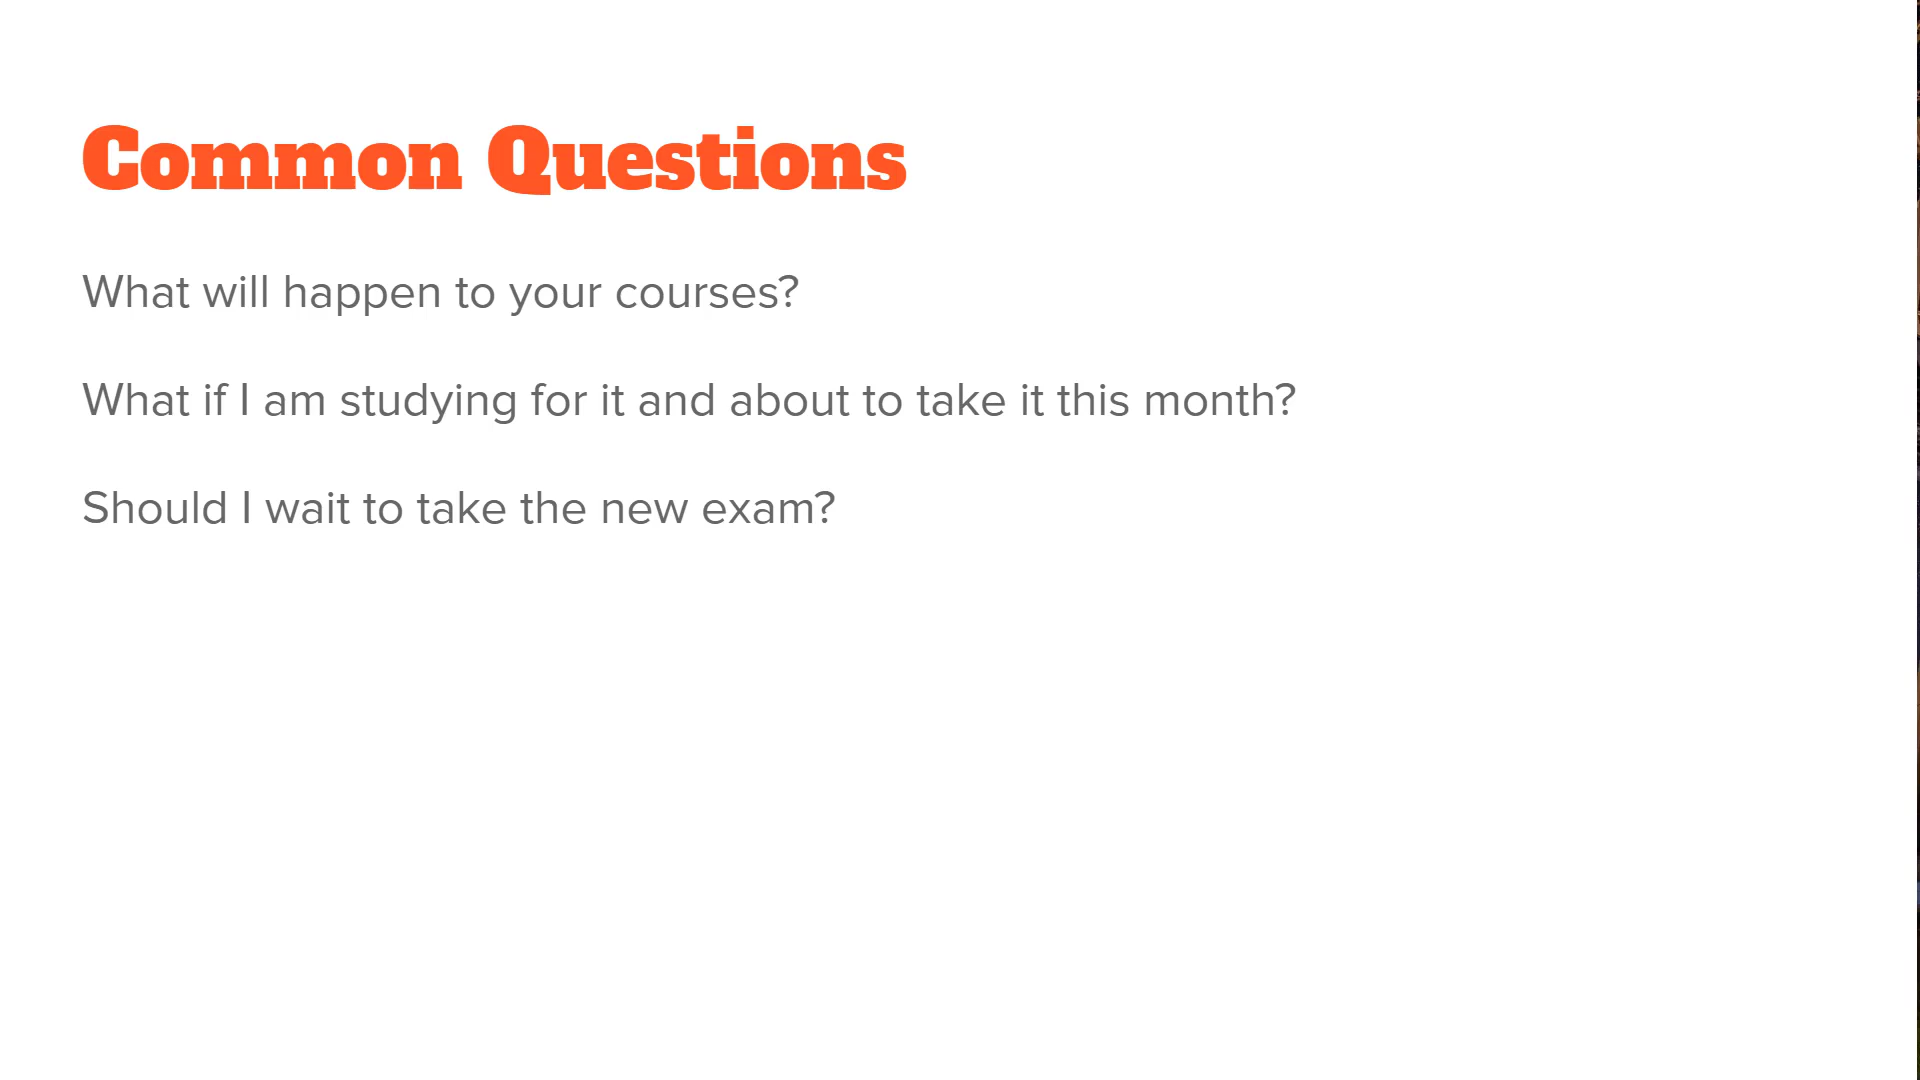 Common Questions
What will happen to your courses?
What if I am studying for it and about to take it this month?
Should I wait to take the new exam?